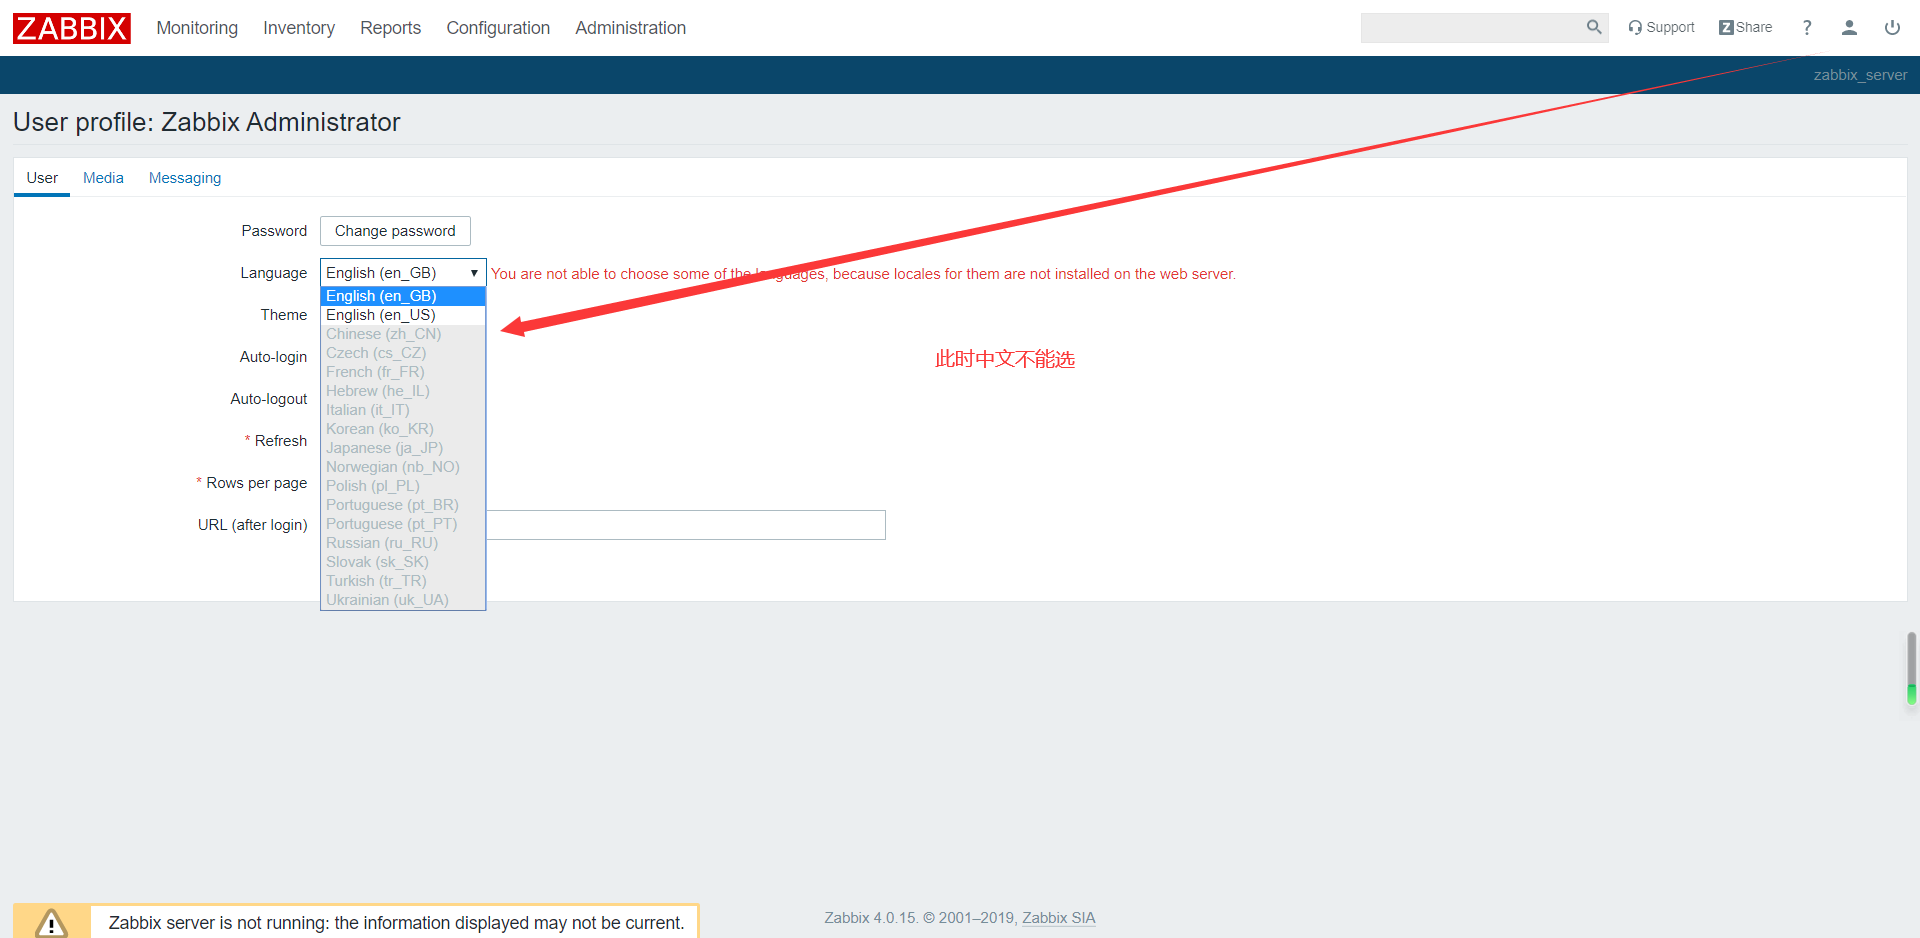 ZABBIX Monitoring Inventory Reports Configuration Administration Support Z Share ?
zabbix_server
User profile: Zabbix Administrator
User Media Messaging
Password Change password
Language English (en_GB) ▼ You are not able to choose some of the languages, because locales for them are not installed on the web server.
English (en_GB)
Theme English (en_US)
Chinese (zh_CN)
Auto-login Czech (cs_CZ)
此时中文不能选
French (fr_FR)
Hebrew (he_IL)
Auto-logout
Italian (it_IT)
Korean (ko_KR)
* Refresh
Japanese (ja_JP)
Norwegian (nb_NO)
* Rows per page
Polish (pl_PL)
Portuguese (pt_BR)
URL (after login) Portuguese (pt_PT)
Russian (ru_RU)
Slovak (sk_SK)
Turkish (tr_TR)
Ukrainian (uk_UA)
Zabbix server is not running: the information displayed may not be current.
Zabbix 4.0.15. © 2001–2019, Zabbix SIA